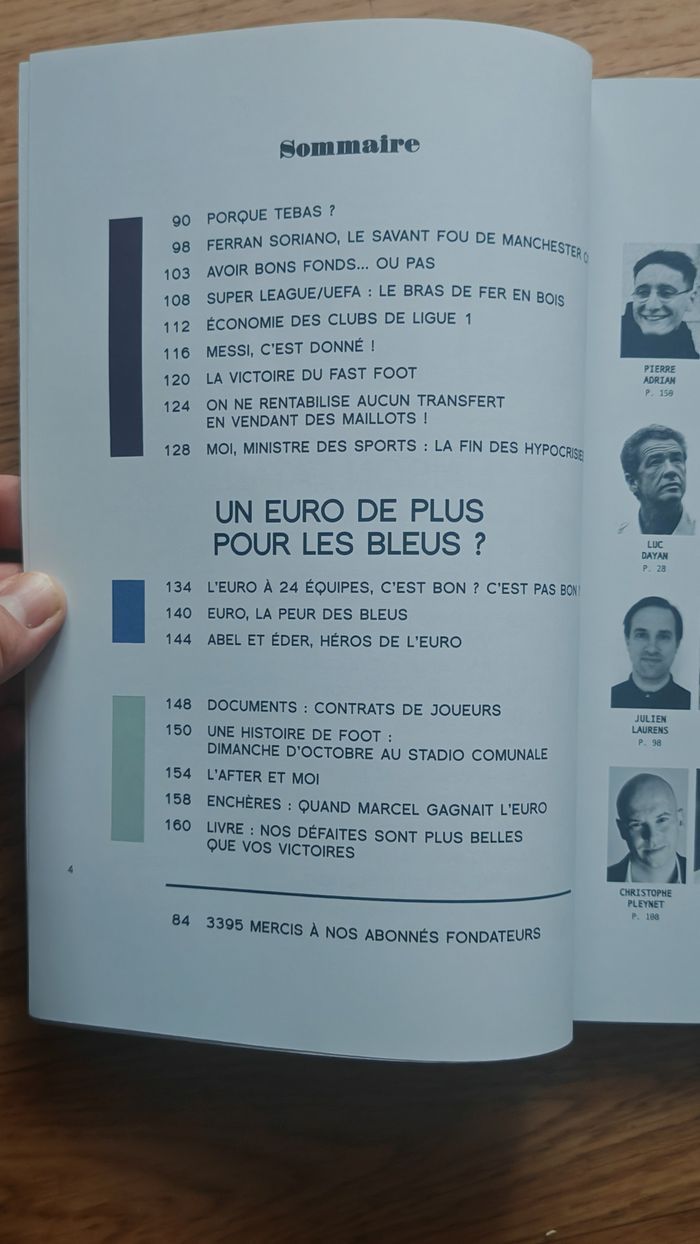 Sommaire
90 PORQUE TEBAS ?
98 FERRAN SORIANO, LE SAVANT FOU DE MANCHESTER
103 AVOIR BONS FONDS... OU PAS
108 SUPER LEAGUE/UEFA : LE BRAS DE FER EN BOIS
112 ÉCONOMIE DES CLUBS DE LIGUE 1
116 MESSI, C'EST DONNÉ !
120 LA VICTOIRE DU FAST FOOT
124 ON NE RENTABILISE AUCUN TRANSFERT
EN VENDANT DES MAILLOTS !
128 MOI, MINISTRE DES SPORTS : LA FIN DES HYPOCRISIES
UN EURO DE PLUS
POUR LES BLEUS ?
134 L'EURO À 24 ÉQUIPES, C'EST BON ? C'EST PAS BON
140 EURO, LA PEUR DES BLEUS
144 ABEL ET ÉDER, HÉROS DE L'EURO
148 DOCUMENTS : CONTRATS DE JOUEURS
150 UNE HISTOIRE DE FOOT :
DIMANCHE D'OCTOBRE AU STADIO COMUNALE
154 L'AFTER ET MOI
158 ENCHÈRES : QUAND MARCEL GAGNAIT L'EURO
160 LIVRE : NOS DÉFAITES SONT PLUS BELLES
QUE VOS VICTOIRES
4
84 3395 MERCIS À NOS ABONNÉS FONDATEURS
PIERRE
ADRIAN
P. 150
LUC
DAYAN
P. 28
JULIEN
LAURENS
P. 98
CHRISTOPHE
PLEYNET
P. 108